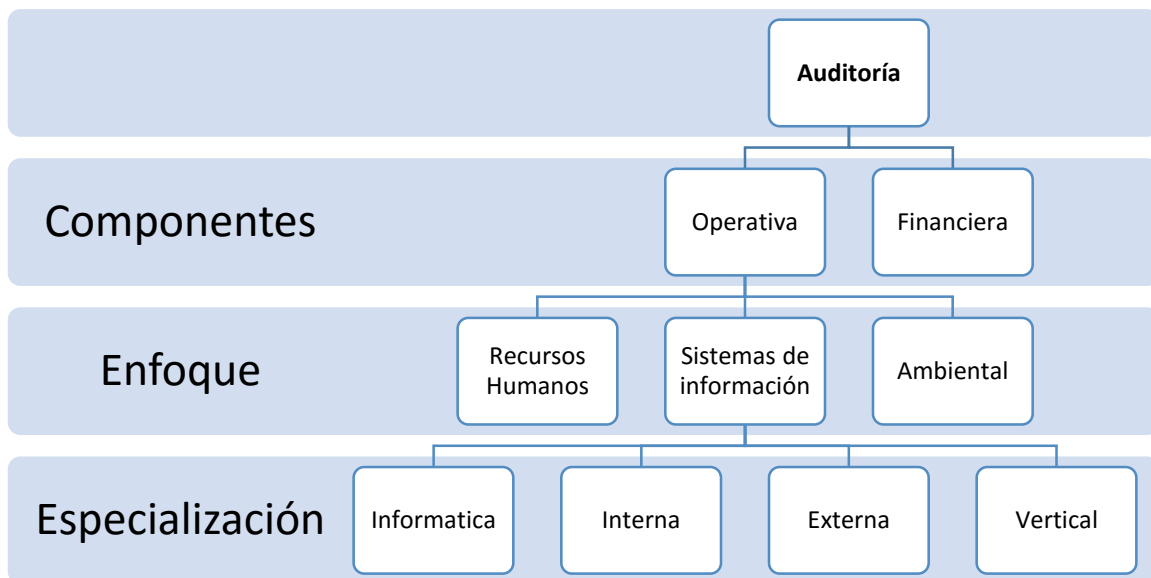 Auditoría
Componentes
Operativa
Financiera
Enfoque
Recursos
Humanos
Sistemas de
información
Ambiental
Especialización
Informatica
Interna
Externa
Vertical